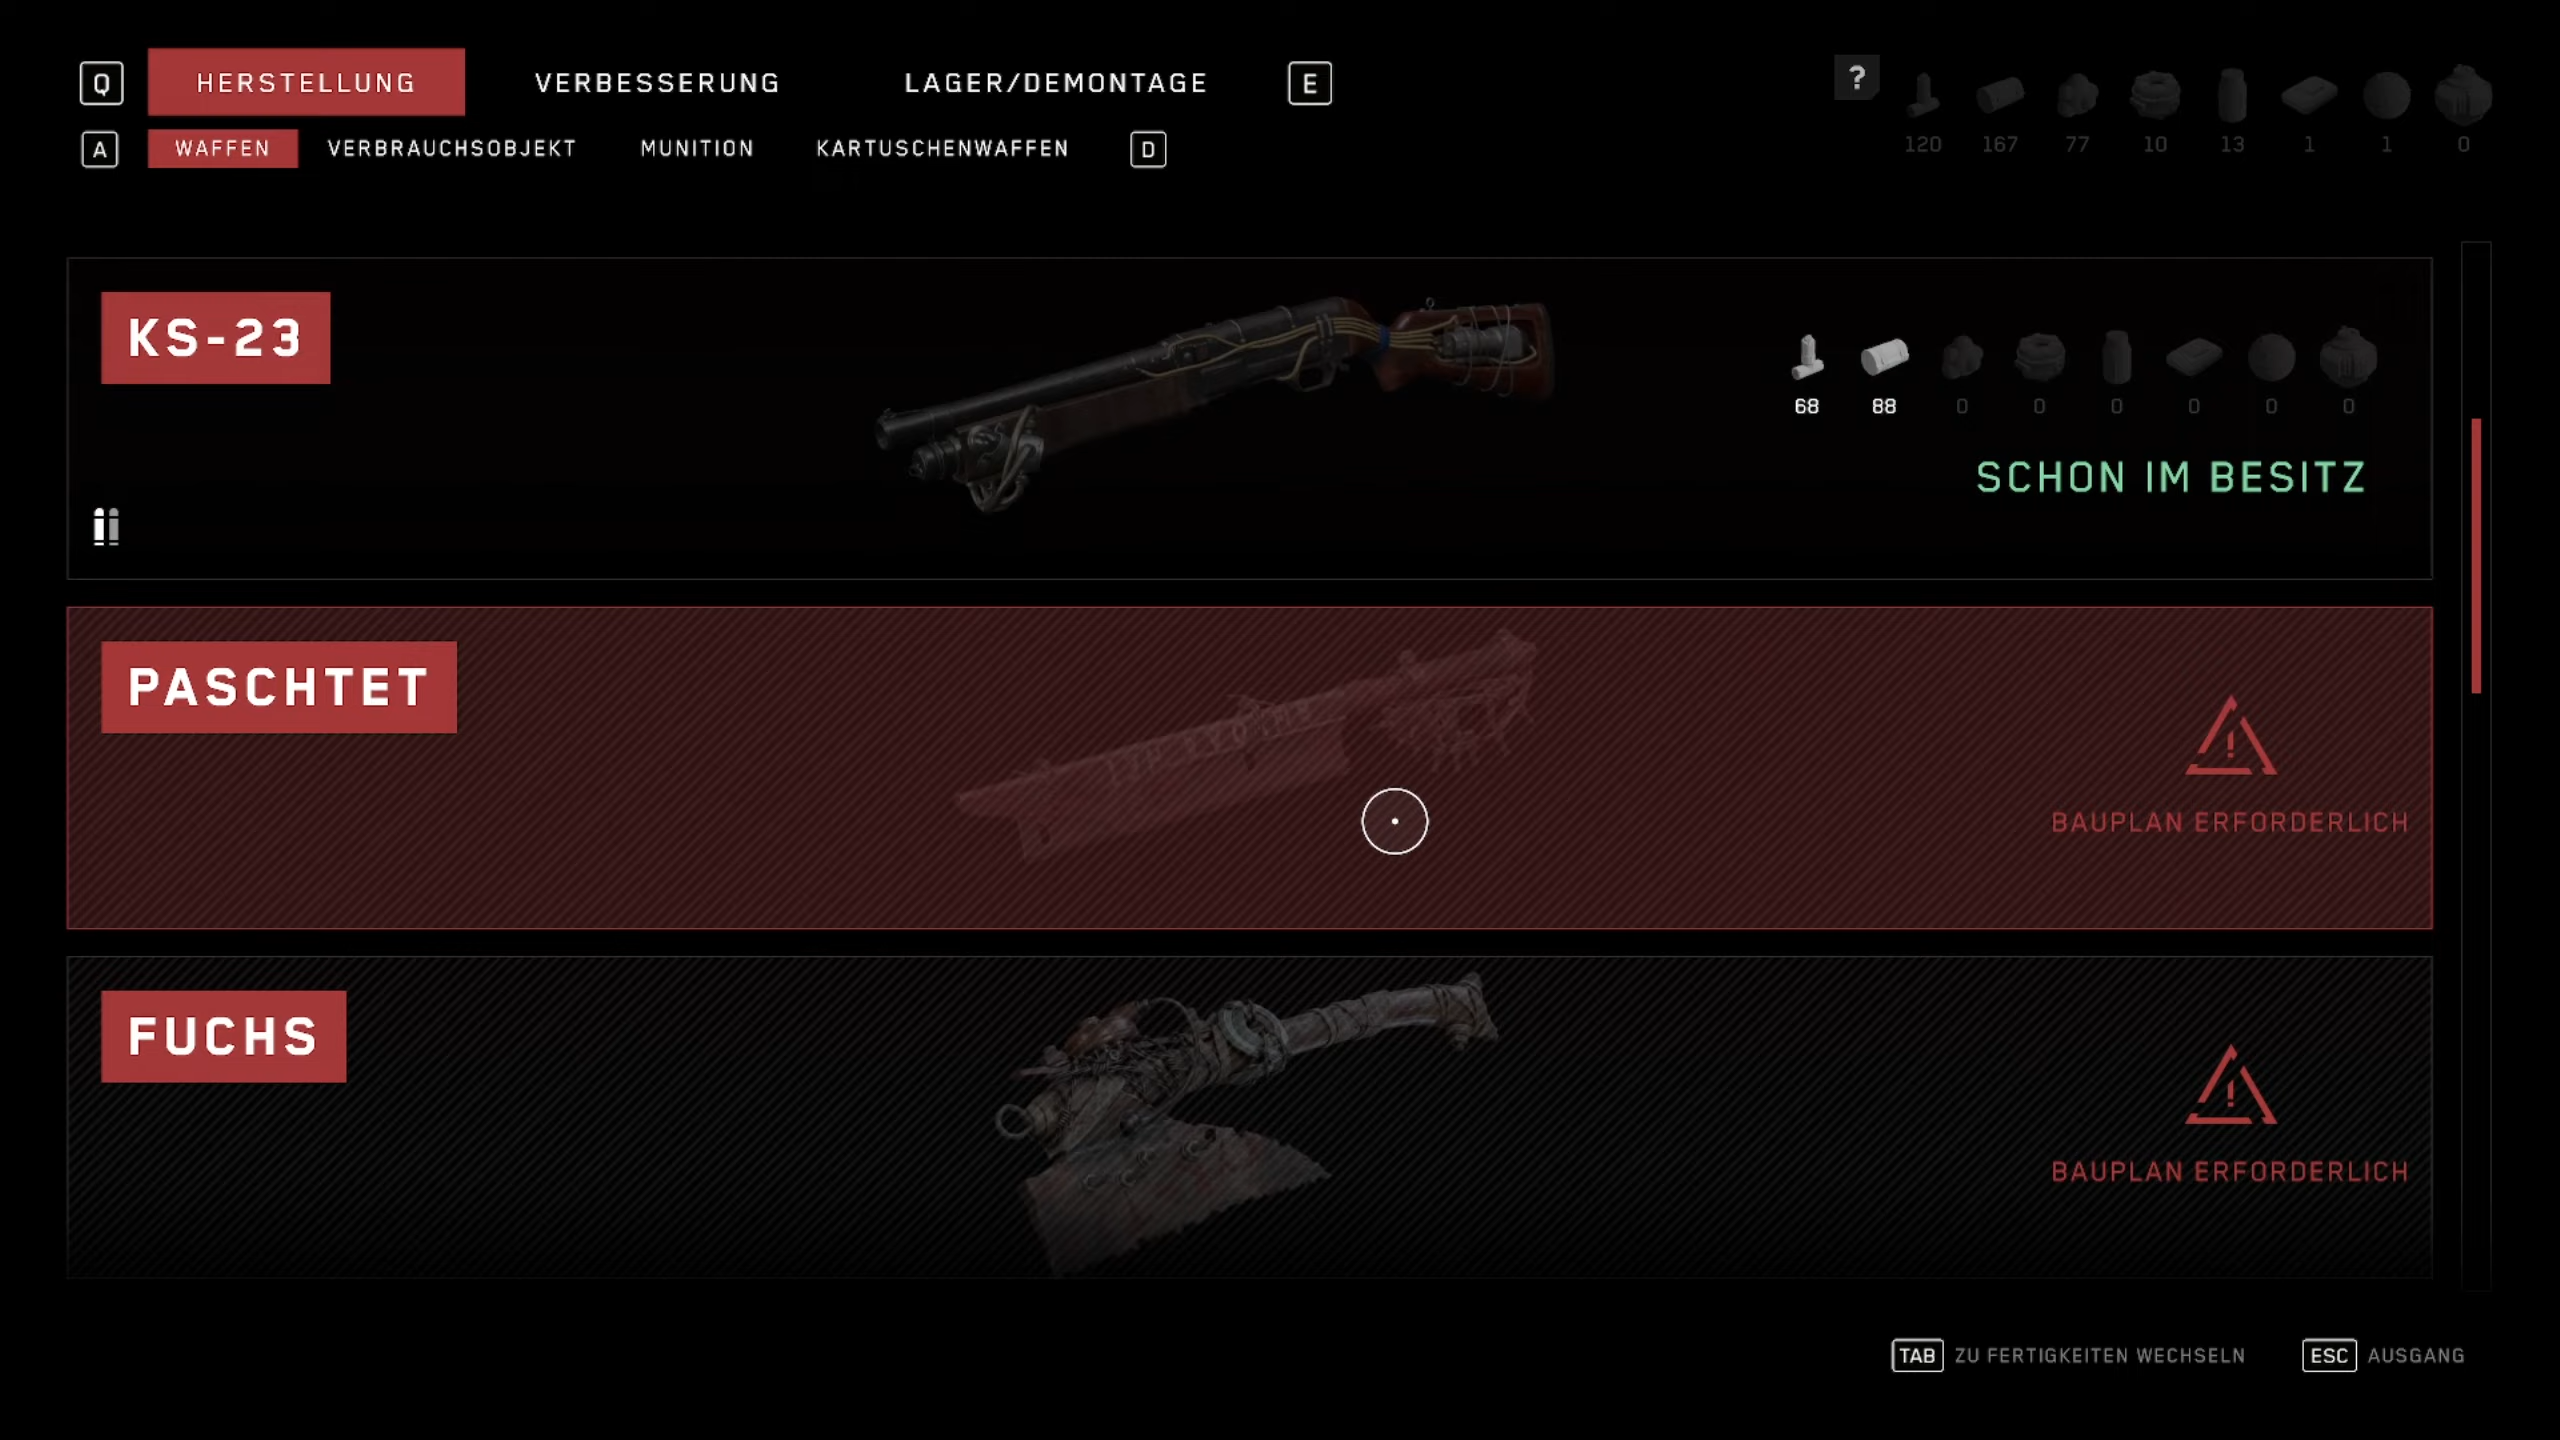 Q HERSTELLUNG VERBESSERUNG LAGER/DEMONTAGE E
?
A WAFFEN VERBRAUCHSOBJEKT MUNITION KARTUSCHENWAFFEN D
120 167 77 10 13 1 1 0
KS-23
68 88 0 0 0 0 0 0
SCHON IM BESITZ
PASCHTET
BAUPLAN ERFORDERLICH
FUCHS
BAUPLAN ERFORDERLICH
TAB ZU FERTIGKEITEN WECHSELN ESC AUSGANG